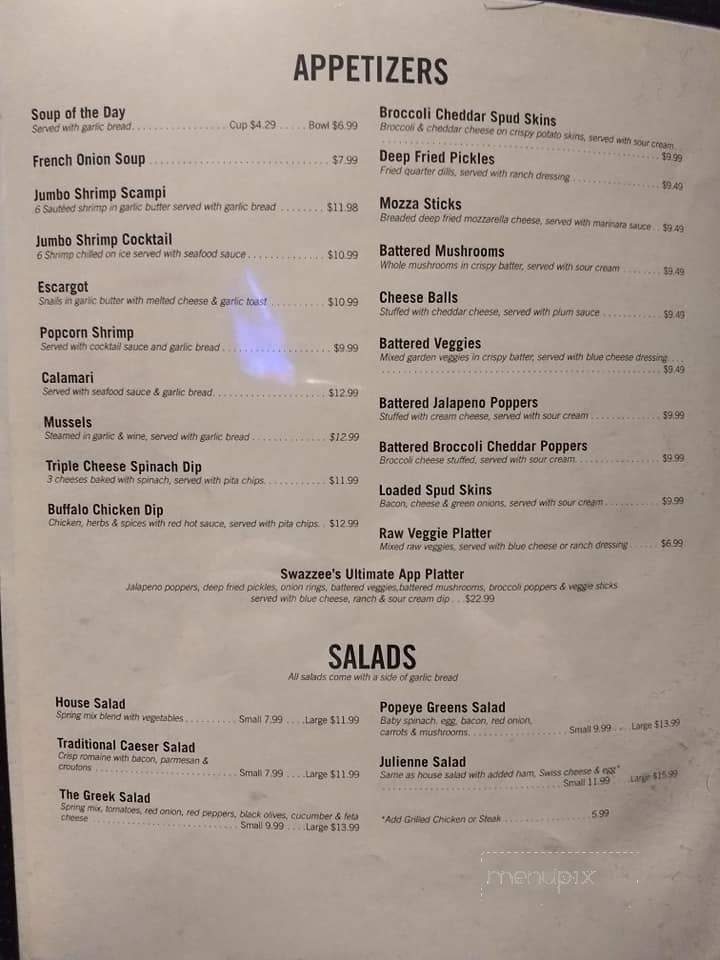 APPETIZERS
Soup of the Day
Served with garlic bread. . . . . . . . . . . . . . . . . . Cup $4.29 . . . . . Bowl $6.99
French Onion Soup . . . . . . . . . . . . . . . . . . . . . . . . . . . . $7.99
Jumbo Shrimp Scampi
6 Sautéed shrimp in garlic butter served with garlic bread . . . . . . . . $11.98
Jumbo Shrimp Cocktail
6 Shrimp chilled on ice served with seafood sauce . . . . . . . . . . . . . $10.99
Escargot
Snails in garlic butter with melted cheese & garlic toast . . . . . . . . . $10.99
Popcorn Shrimp
Served with cocktail sauce and garlic bread . . . . . . . . . . . . . . . . . . $9.99
Calamari
Served with seafood sauce & garlic bread. . . . . . . . . . . . . . . . . . $12.99
Mussels
Steamed in garlic & wine, served with garlic bread . . . . . . . . . . . . $12.99
Triple Cheese Spinach Dip
3 cheeses baked with spinach, served with pita chips. . . . . . . . . . $11.99
Buffalo Chicken Dip
Chicken, herbs & spices with red hot sauce, served with pita chips. . $12.99
Broccoli Cheddar Spud Skins
Broccoli & cheddar cheese on crispy potato skins, served with sour cream.
. . . . . . . . . . . . . . . . . . . . . . . . . . . . . . . . . . . . . . . . . . . . . . $9.99
Deep Fried Pickles
Fried quarter dills, served with ranch dressing . . . . . . . . . . . . . . . $9.49
Mozza Sticks
Breaded deep fried mozzarella cheese, served with marinara sauce . . $9.49
Battered Mushrooms
Whole mushrooms in crispy batter, served with sour cream . . . . . . . $9.49
Cheese Balls
Stuffed with cheddar cheese, served with plum sauce . . . . . . . . . . . $9.49
Battered Veggies
Mixed garden veggies in crispy batter, served with blue cheese dressing. . . .
. . . . . . . . . . . . . . . . . . . . . . . . . . . . . . . . . . . . . . . . . . . . . . $9.49
Battered Jalapeno Poppers
Stuffed with cream cheese, served with sour cream . . . . . . . . . . . . $9.99
Battered Broccoli Cheddar Poppers
Broccoli cheese stuffed, served with sour cream. . . . . . . . . . . . . . $9.99
Loaded Spud Skins
Bacon, cheese & green onions, served with sour cream . . . . . . . . . . $9.99
Raw Veggie Platter
Mixed raw veggies, served with blue cheese or ranch dressing . . . . . . $6.99
Swazzee's Ultimate App Platter
Jalapeno poppers, deep fried pickles, onion rings, battered veggies,battered mushrooms, broccoli poppers & veggie sticks
served with blue cheese, ranch & sour cream dip . . .$22.99
SALADS
All salads come with a side of garlic bread
House Salad
Spring mix blend with vegetables . . . . . . . . . . Small 7.99 . . . .Large $11.99
Traditional Caeser Salad
Crisp romaine with bacon, parmesan &
croutons . . . . . . . . . . . . . . . . . . . . . . . . . . . Small 7.99 . . . .Large $11.99
The Greek Salad
Spring mix, tomatoes, red onion, red peppers, black olives, cucumber & feta
cheese . . . . . . . . . . . . . . . . . . . . . . . . . . . . Small 9.99 . . . .Large $13.99
Popeye Greens Salad
Baby spinach, egg, bacon, red onion,
carrots & mushrooms. . . . . . . . . . . . . . . . . . Small 9.99 . . . Large $13.99
Julienne Salad
Same as house salad with added ham, Swiss cheese & egg*
. . . . . . . . . . . . . . . . . . . . . . . . . . . . . . . . . Small 11.99 . . .Large $15.99
*Add Grilled Chicken or Steak . . . . . . . . . . . . . . . . 5.99
menupix